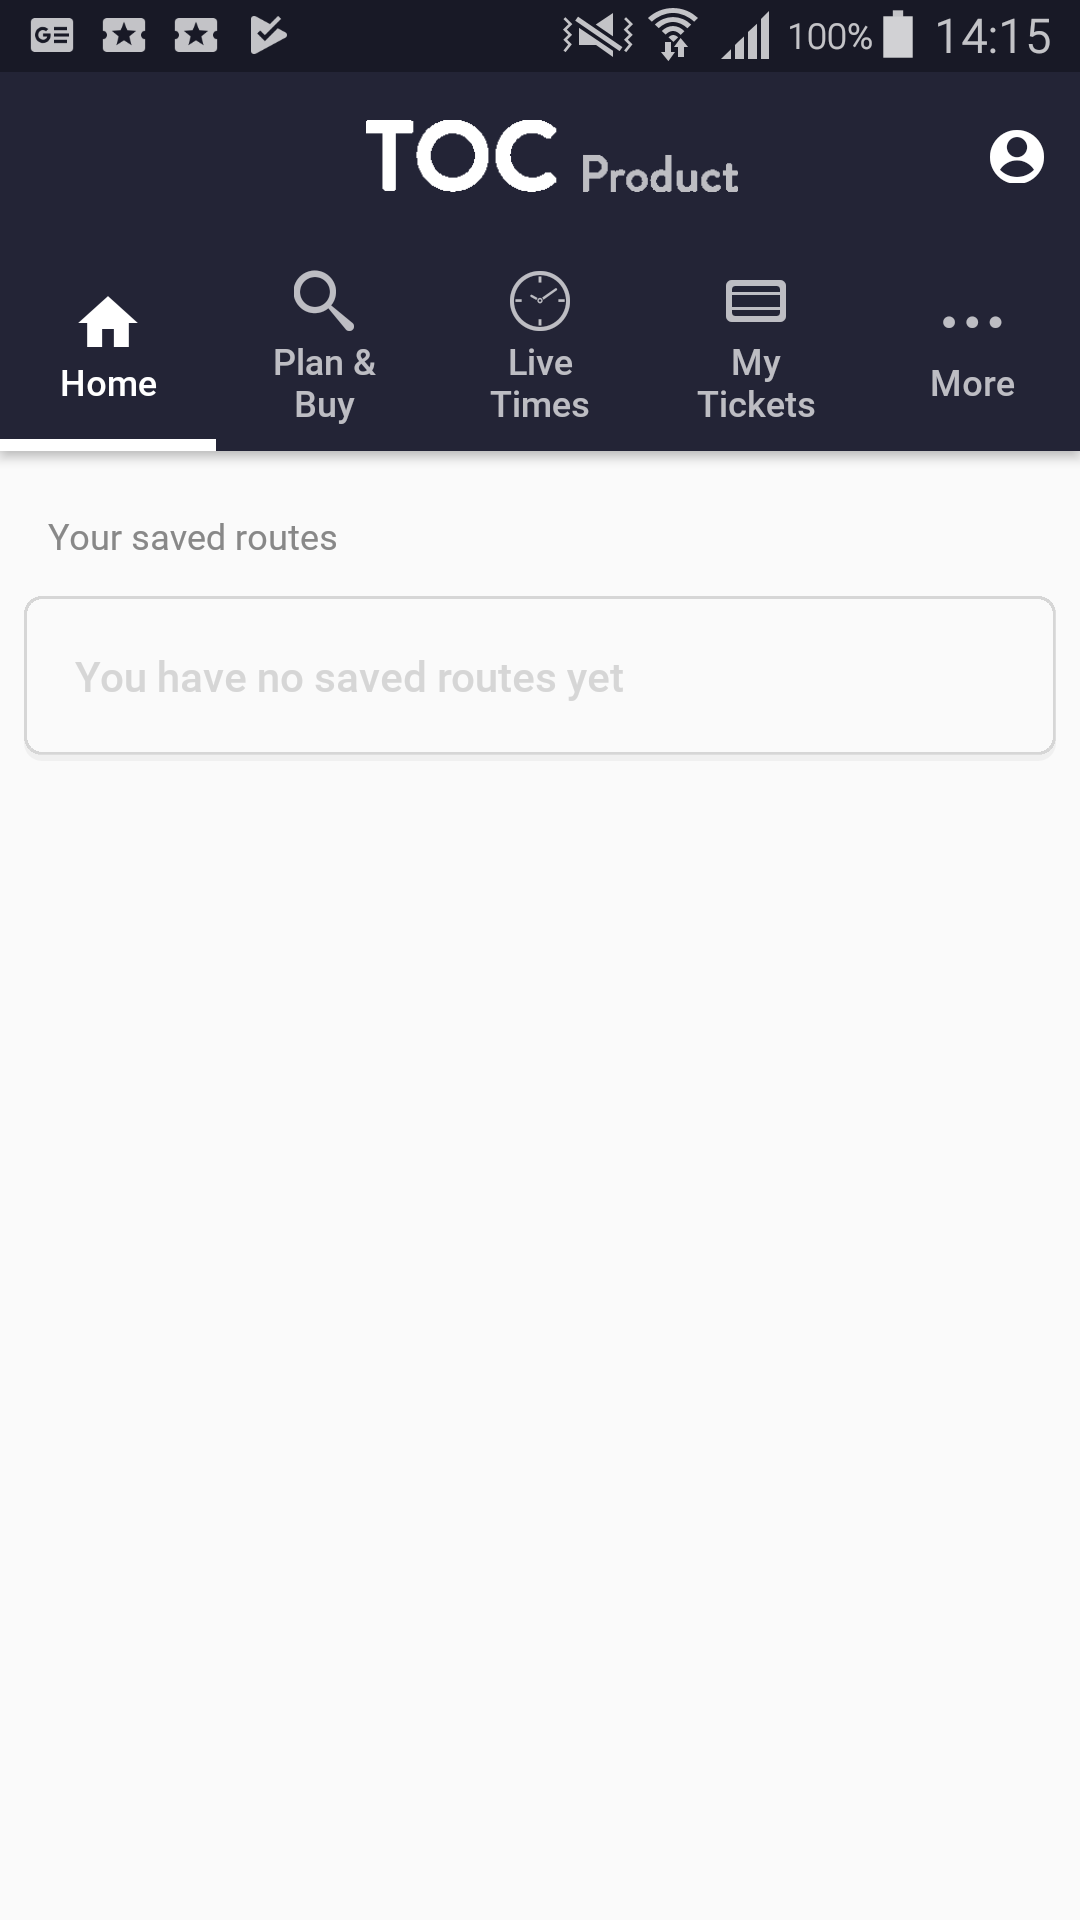 GE 100% 14:15
TOC Product
Home
Plan &
Buy
Live
Times
My
Tickets
More
Your saved routes
You have no saved routes yet